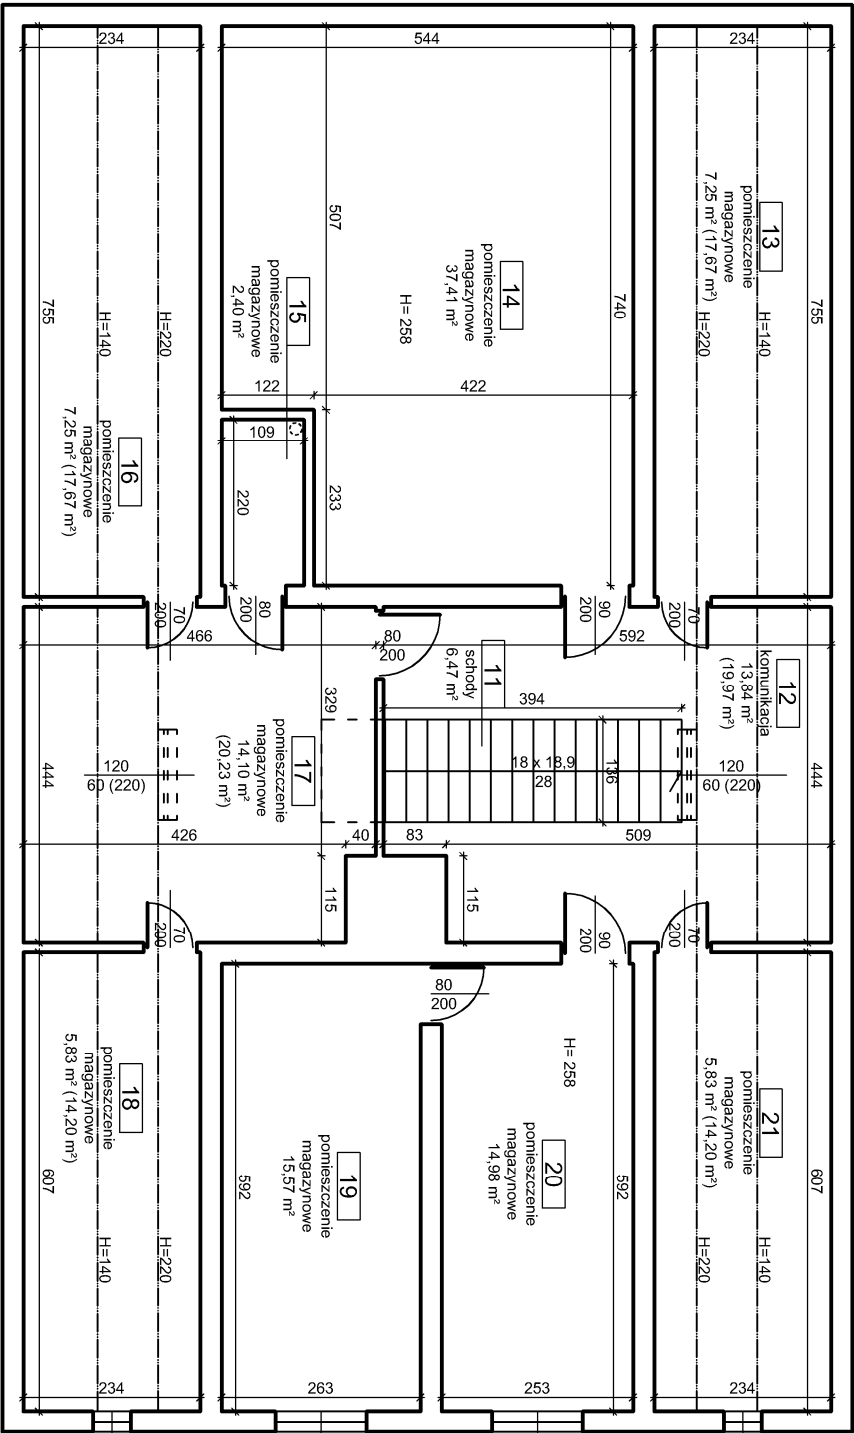 234
544
234
507
740
755
755
13
pomieszczenie
magazynowe
7,25 m² (17,67 m²)
14
pomieszczenie
magazynowe
37,41 m²
H= 258
15
pomieszczenie
magazynowe
2,40 m²
H=140
H=220
H=220
H=140
122
422
109
220
233
16
pomieszczenie
magazynowe
7,25 m² (17,67 m²)
70
200
80
200
90
200
70
200
466
80
200
592
11
schody
6,47 m²
12
komunikacja
13,84 m²
(19,97 m²)
329
394
17
pomieszczenie
magazynowe
14,10 m²
(20,23 m²)
444
120
60 (220)
18 x 18,9
28
136
120
60 (220)
444
426
40
83
509
115
115
70
200
90
200
70
200
80
200
H= 258
18
pomieszczenie
magazynowe
5,83 m² (14,20 m²)
19
pomieszczenie
magazynowe
15,57 m²
20
pomieszczenie
magazynowe
14,98 m²
21
pomieszczenie
magazynowe
5,83 m² (14,20 m²)
607
592
592
607
H=140
H=220
H=220
H=140
234
263
253
234